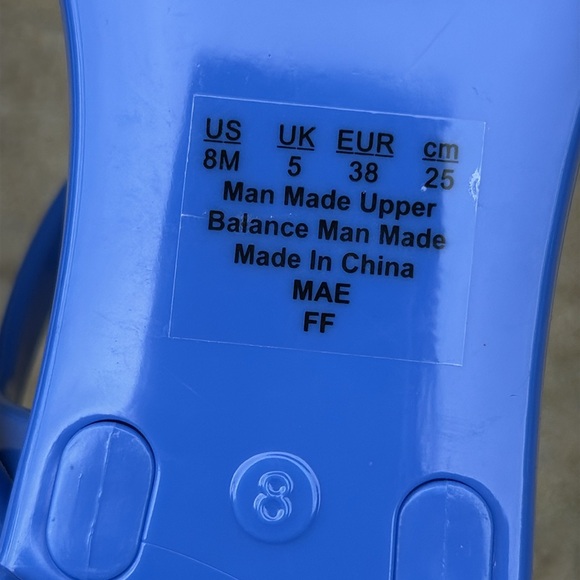 US UK EUR cm
8M 5 38 25
Man Made Upper
Balance Man Made
Made In China
MAE
FF
8